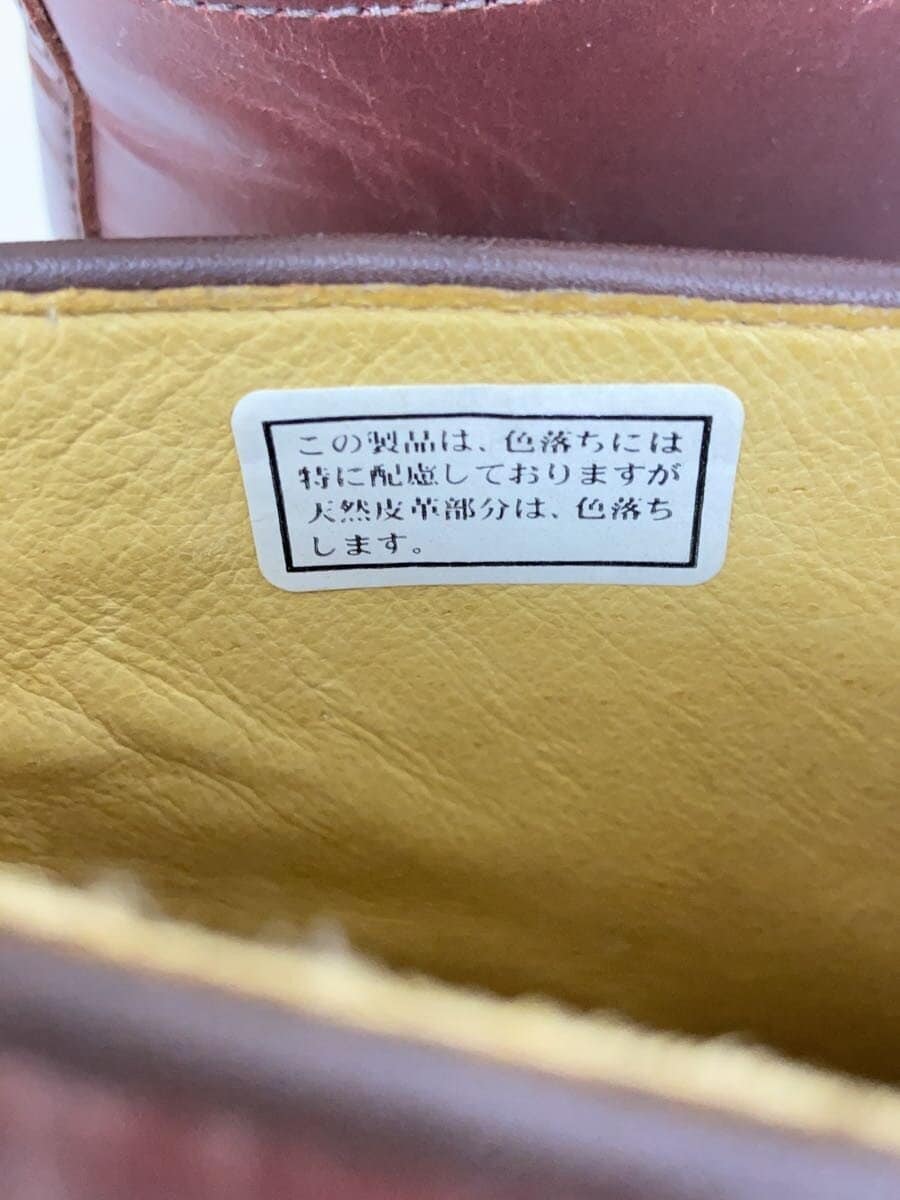 この製品は、色落ちには
特に配慮しておりますが
天然皮革部分は、色落ち
します。